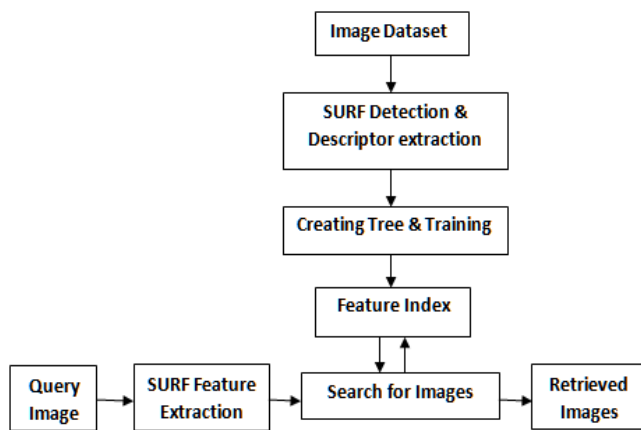 Image Dataset
SURF Detection &
Descriptor extraction
Creating Tree & Training
Feature Index
Query
Image
SURF Feature
Extraction
Search for Images
Retrieved
Images